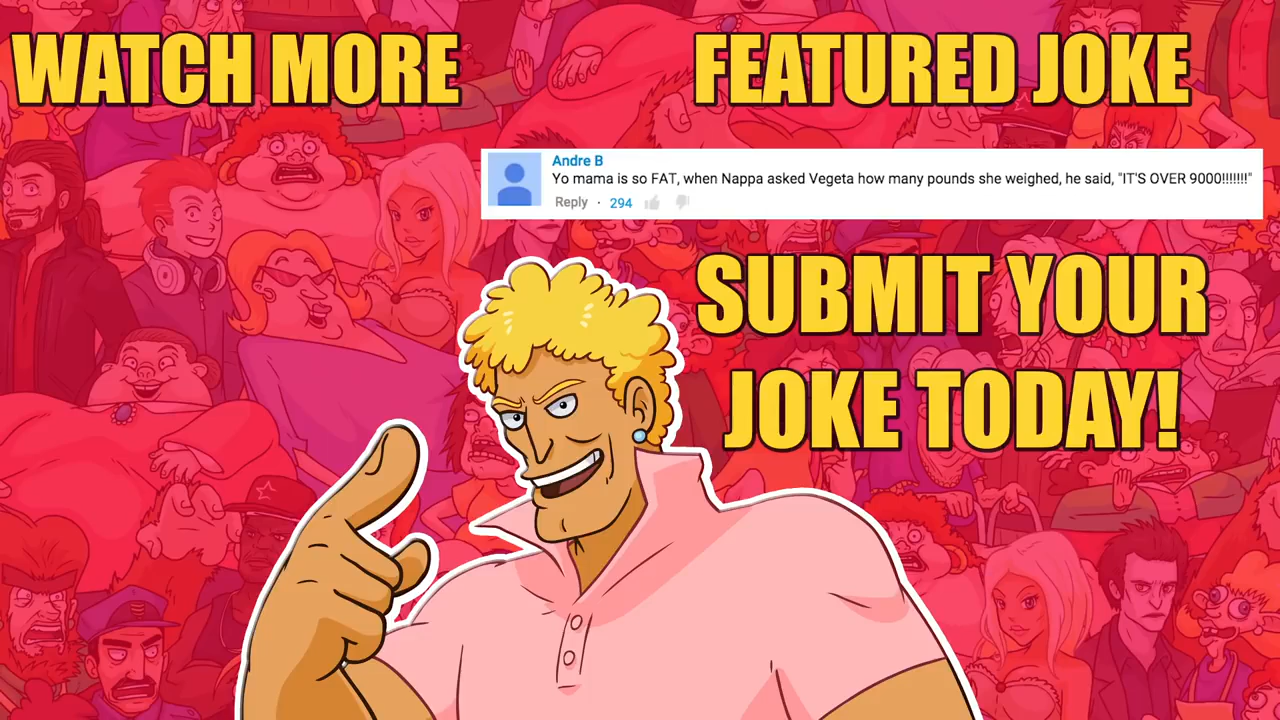 WATCH MORE
FEATURED JOKE
Andre B
Yo mama is so FAT, when Nappa asked Vegeta how many pounds she weighed, he said, "IT'S OVER 9000!!!!!!!"
Reply · 294
SUBMIT YOUR
JOKE TODAY!